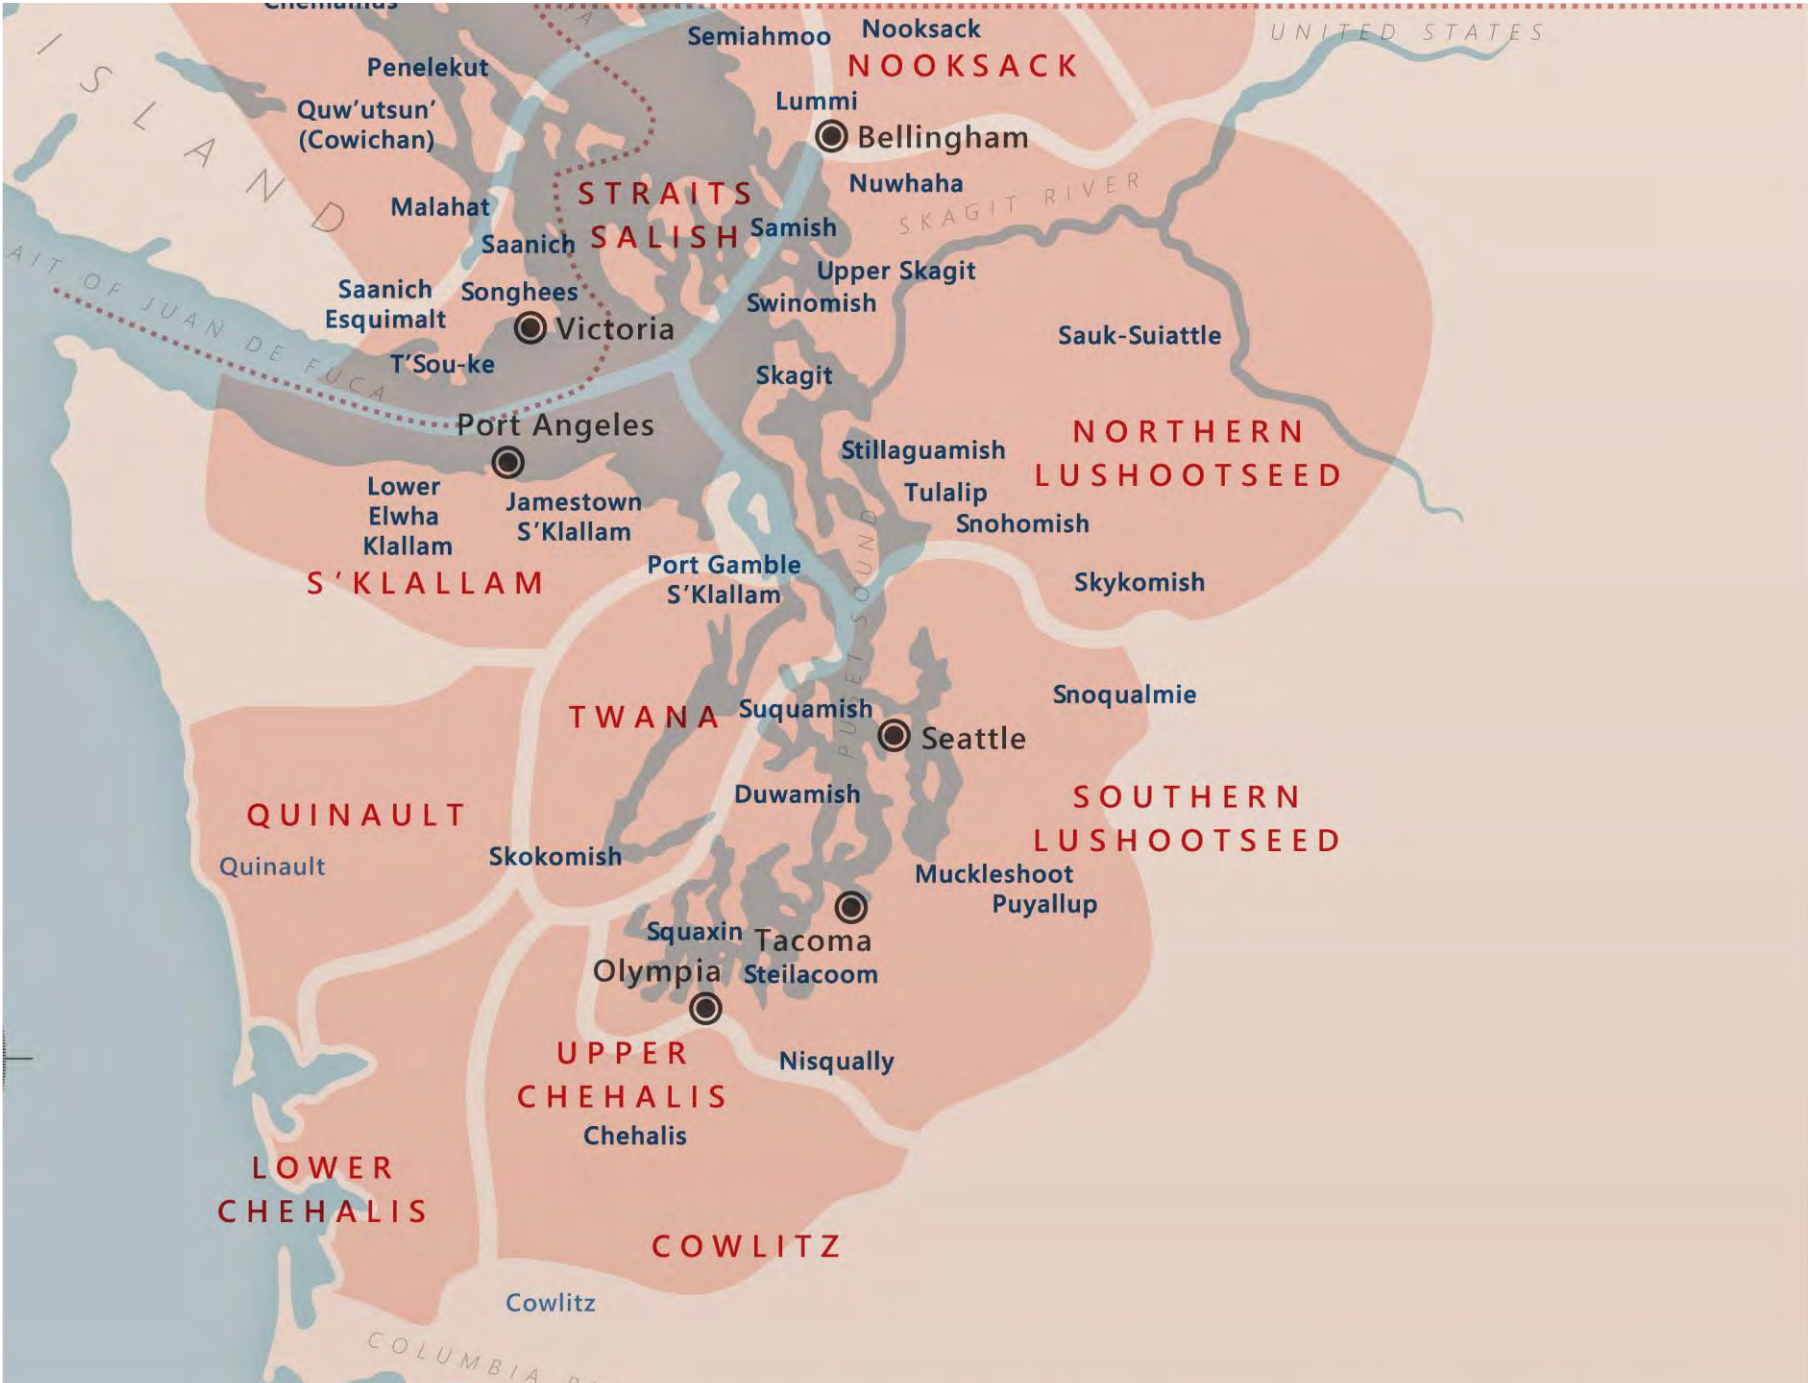 Chemainus
UNITED STATES
Semiahmoo
Nooksack
NOOKSACK
Penelekut
Lummi
Quw'utsun'
(Cowichan)
Bellingham
ISLAND
STRAITS
SALISH
Nuwhaha
SKAGIT RIVER
Malahat
Samish
Saanich
Upper Skagit
Saanich
Esquimalt
Songhees
Swinomish
Victoria
Sauk-Suiattle
AIT OF JUAN DE FUCA
T'Sou-ke
Skagit
Port Angeles
NORTHERN
LUSHOOTSEED
Stillaguamish
Lower
Elwha
Klallam
Jamestown
S'Klallam
Tulalip
Snohomish
S'KLALLAM
Port Gamble
S'Klallam
Skykomish
PUGET SOUND
TWANA
Suquamish
Snoqualmie
Seattle
Duwamish
SOUTHERN
LUSHOOTSEED
QUINAULT
Quinault
Skokomish
Muckleshoot
Puyallup
Squaxin
Tacoma
Olympia
Steilacoom
UPPER
CHEHALIS
Nisqually
Chehalis
LOWER
CHEHALIS
COWLITZ
Cowlitz
COLUMBIA